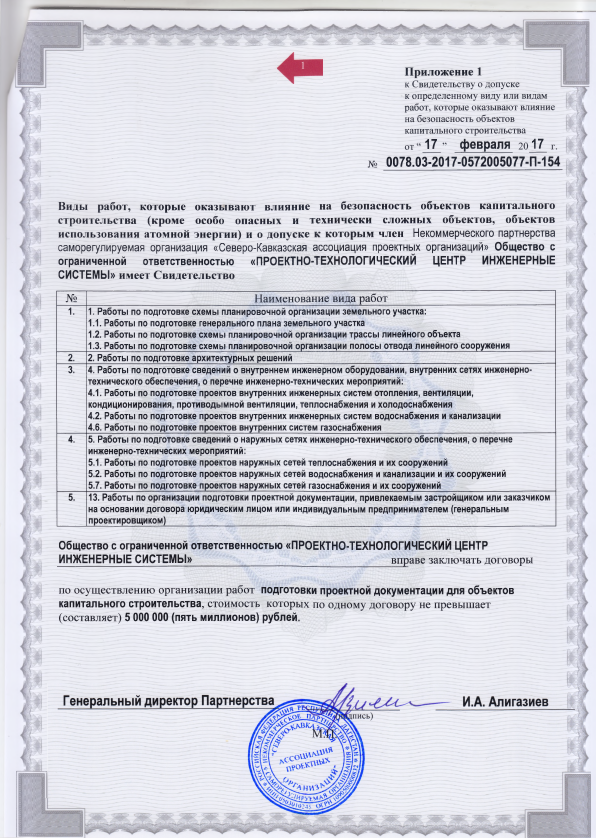 1
Приложение 1
к Свидетельству о допуске
к определенному виду или видам
работ, которые оказывают влияние
на безопасность объектов
капитального строительства
от “ 17 ” февраля 20 17 г.
№ 0078.03-2017-0572005077-П-154
Виды работ, которые оказывают влияние на безопасность объектов капитального
строительства (кроме особо опасных и технически сложных объектов, объектов
использования атомной энергии) и о допуске к которым член Некоммерческого партнерства
саморегулируемая организация «Северо-Кавказская ассоциация проектных организаций» Общество с
ограниченной ответственностью «ПРОЕКТНО-ТЕХНОЛОГИЧЕСКИЙ ЦЕНТР ИНЖЕНЕРНЫЕ
СИСТЕМЫ» имеет Свидетельство
№ Наименование вида работ
1. 1. Работы по подготовке схемы планировочной организации земельного участка:
1.1. Работы по подготовке генерального плана земельного участка
1.2. Работы по подготовке схемы планировочной организации трассы линейного объекта
1.3. Работы по подготовке схемы планировочной организации полосы отвода линейного сооружения
2. 2. Работы по подготовке архитектурных решений
3. 4. Работы по подготовке сведений о внутреннем инженерном оборудовании, внутренних сетях инженерно-
технического обеспечения, о перечне инженерно-технических мероприятий:
4.1. Работы по подготовке проектов внутренних инженерных систем отопления, вентиляции,
кондиционирования, противодымной вентиляции, теплоснабжения и холодоснабжения
4.2. Работы по подготовке проектов внутренних инженерных систем водоснабжения и канализации
4.6. Работы по подготовке проектов внутренних систем газоснабжения
4. 5. Работы по подготовке сведений о наружных сетях инженерно-технического обеспечения, о перечне
инженерно-технических мероприятий:
5.1. Работы по подготовке проектов наружных сетей теплоснабжения и их сооружений
5.2. Работы по подготовке проектов наружных сетей водоснабжения и канализации и их сооружений
5.7. Работы по подготовке проектов наружных сетей газоснабжения и их сооружений
5. 13. Работы по организации подготовки проектной документации, привлекаемым застройщиком или заказчиком
на основании договора юридическим лицом или индивидуальным предпринимателем (генеральным
проектировщиком)
Общество с ограниченной ответственностью «ПРОЕКТНО-ТЕХНОЛОГИЧЕСКИЙ ЦЕНТР
ИНЖЕНЕРНЫЕ СИСТЕМЫ» вправе заключать договоры
по осуществлению организации работ подготовки проектной документации для объектов
капитального строительства, стоимость которых по одному договору не превышает
(составляет) 5 000 000 (пять миллионов) рублей.
Генеральный директор Партнерства И.А. Алигазиев
(подпись)
М.П.
"СЕВЕРО-КАВКАЗСКАЯ
АССОЦИАЦИЯ
ПРОЕКТНЫХ
ОРГАНИЗАЦИЙ"